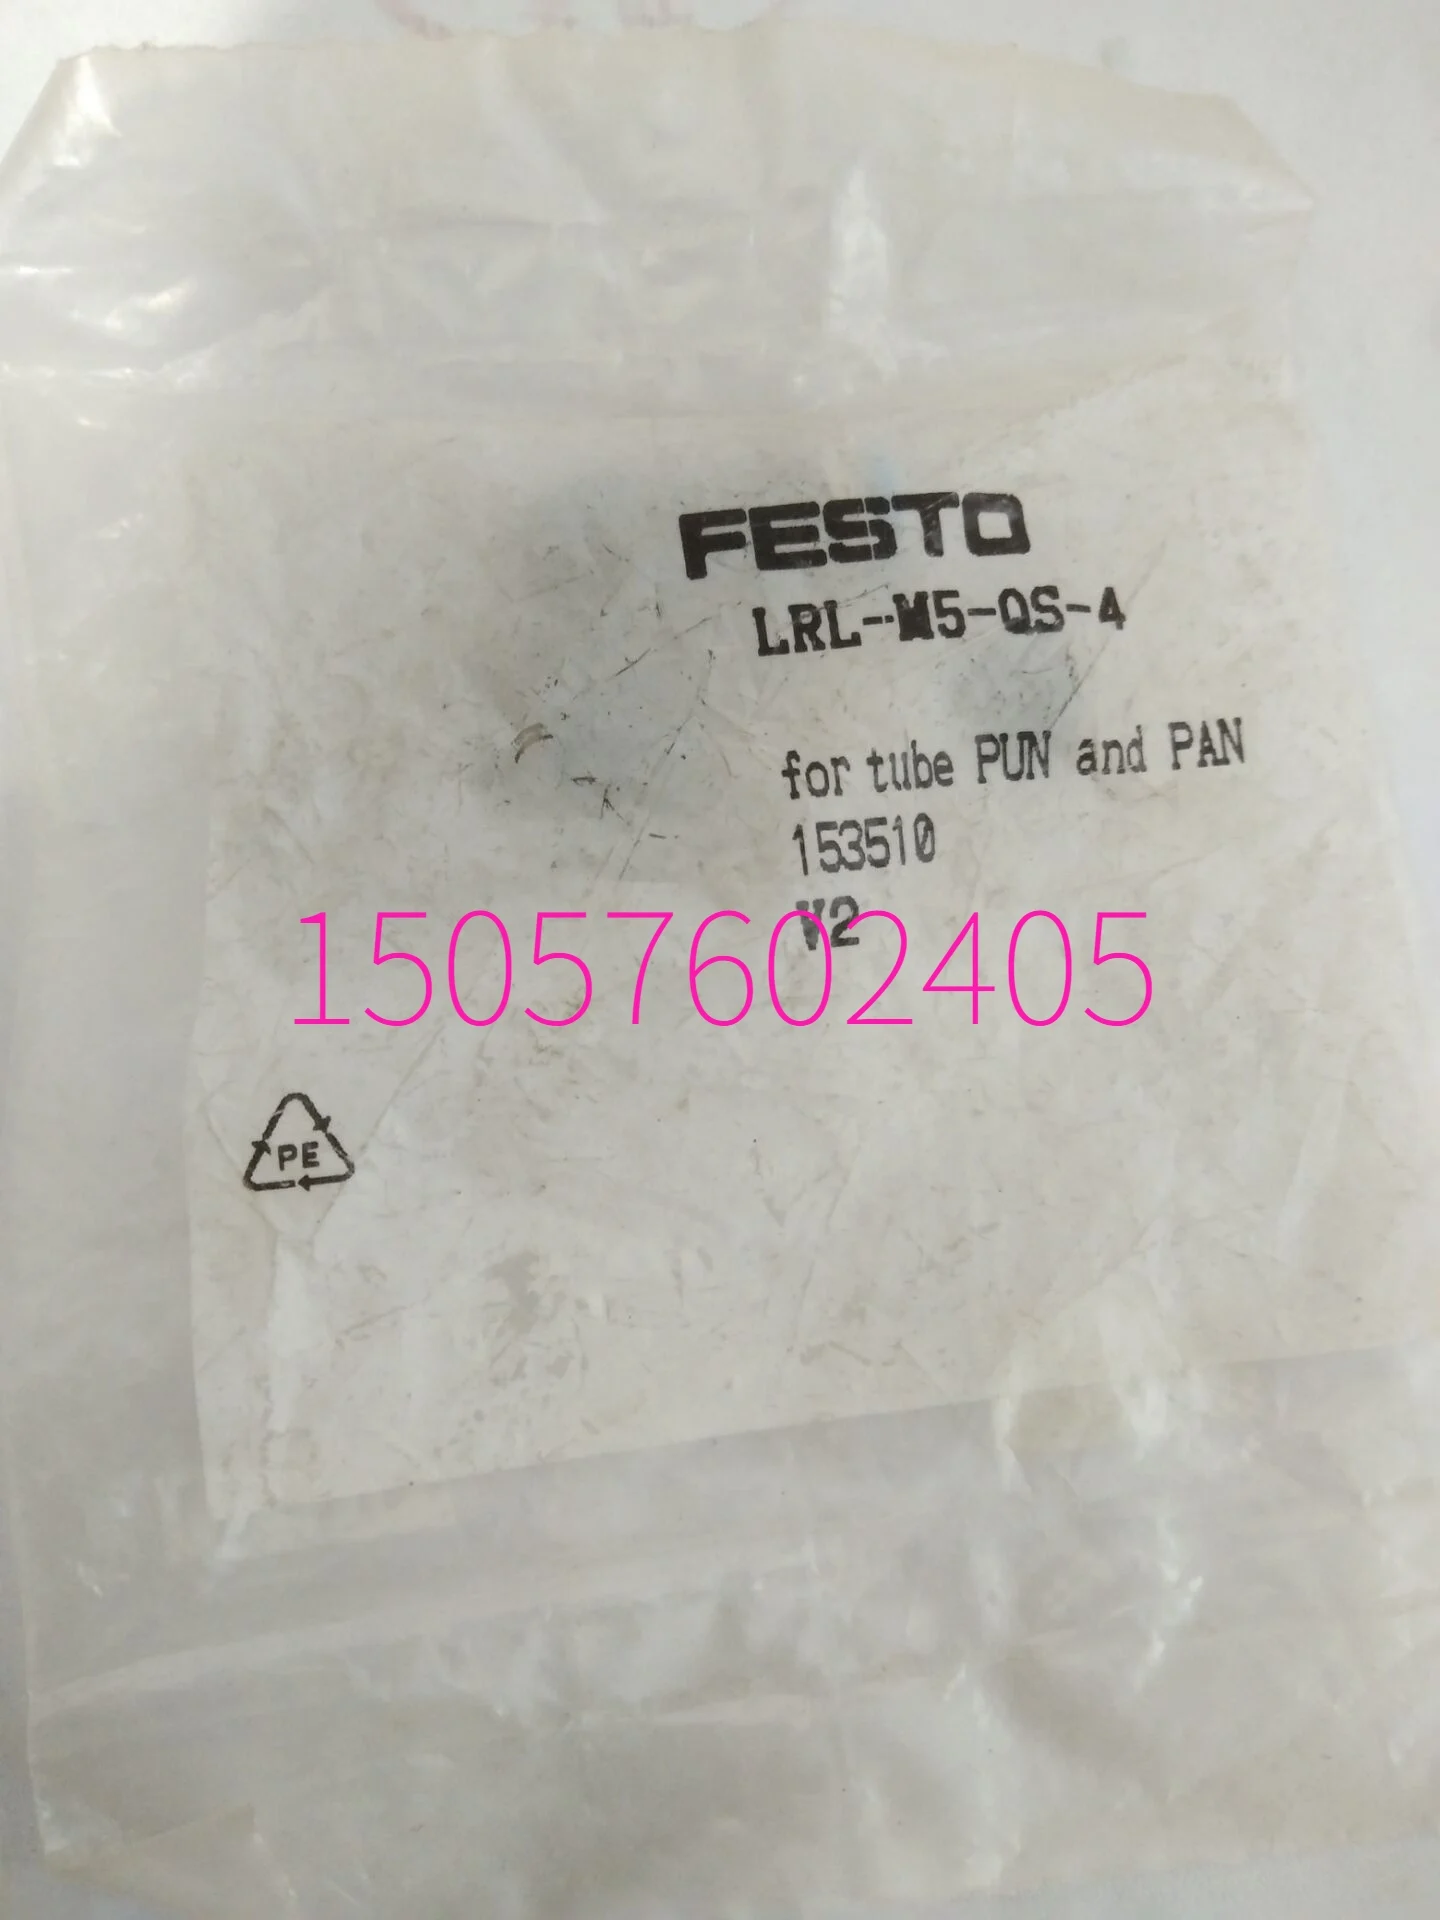 FESTO
LRL-M5-QS-4
for tube PUN and PAN
153510
V2
15057602405
PE